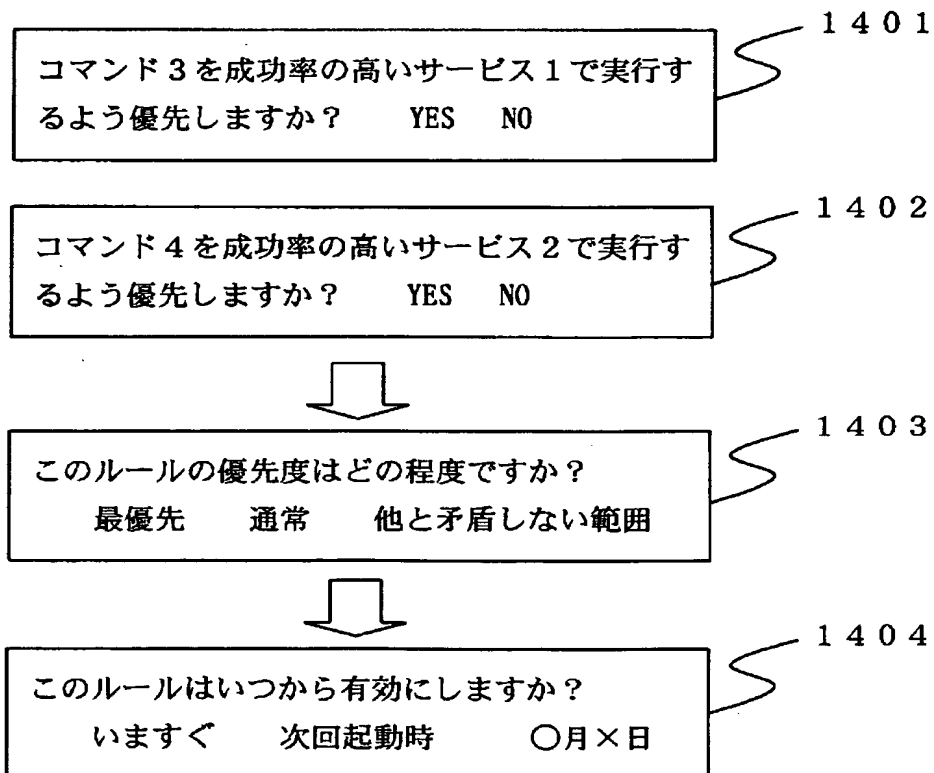 1401
コマンド3を成功率の高いサービス1で実行す
るよう優先しますか？ YES NO
1402
コマンド4を成功率の高いサービス2で実行す
るよう優先しますか？ YES NO
1403
このルールの優先度はどの程度ですか？
最優先 通常 他と矛盾しない範囲
1404
このルールはいつから有効にしますか？
いますぐ 次回起動時 ○月×日